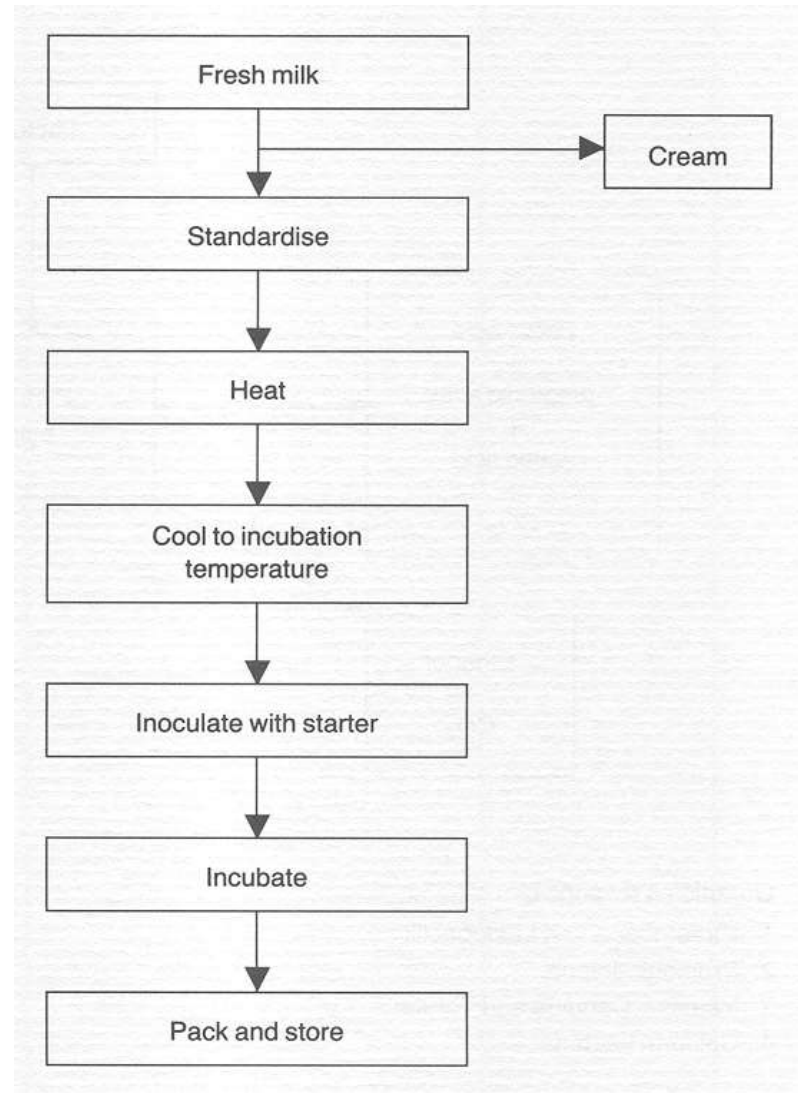 Fresh milk
Cream
Standardise
Heat
Cool to incubation
temperature
Inoculate with starter
Incubate
Pack and store